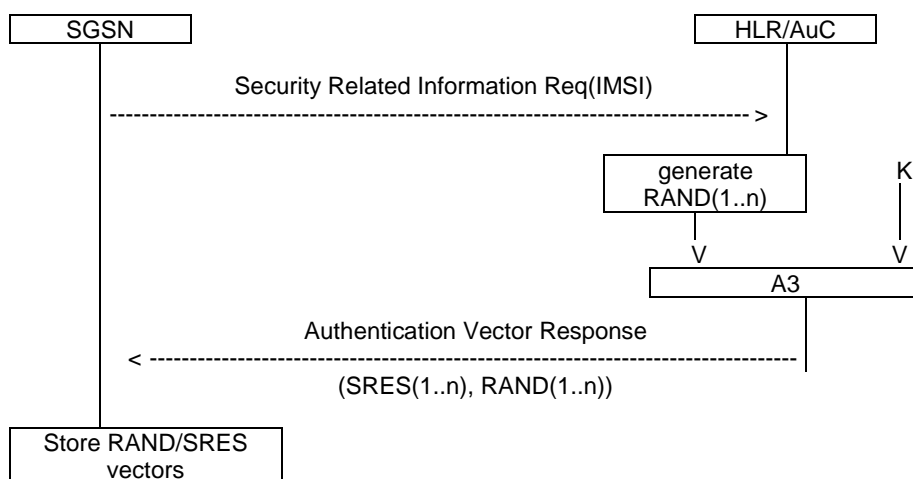 SGSN
HLR/AuC
Security Related Information Req(IMSI)
------------------------------------------------------------------------------- >
generate
RAND(1..n)
K
V
V
A3
Authentication Vector Response
< --------------------------------------------------------------------------------
(SRES(1..n), RAND(1..n))
Store RAND/SRES
vectors